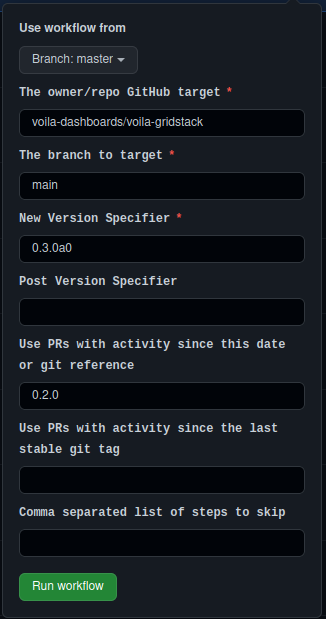 Use workflow from
Branch: master
The owner/repo GitHub target *
voila-dashboards/voila-gridstack
The branch to target *
main
New Version Specifier *
0.3.0a0
Post Version Specifier
Use PRs with activity since this date
or git reference
0.2.0
Use PRs with activity since the last
stable git tag
Comma separated list of steps to skip
Run workflow